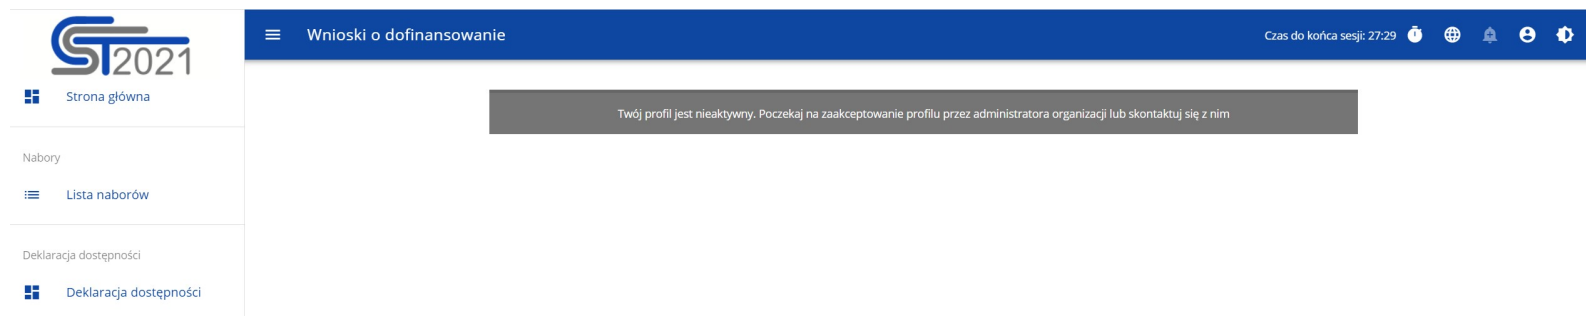 CST2021
Wnioski o dofinansowanie
Czas do końca sesji: 27:29
Strona główna
Twój profil jest nieaktywny. Poczekaj na zaakceptowanie profilu przez administratora organizacji lub skontaktuj się z nim
Nabory
Lista naborów
Deklaracja dostępności
Deklaracja dostępności